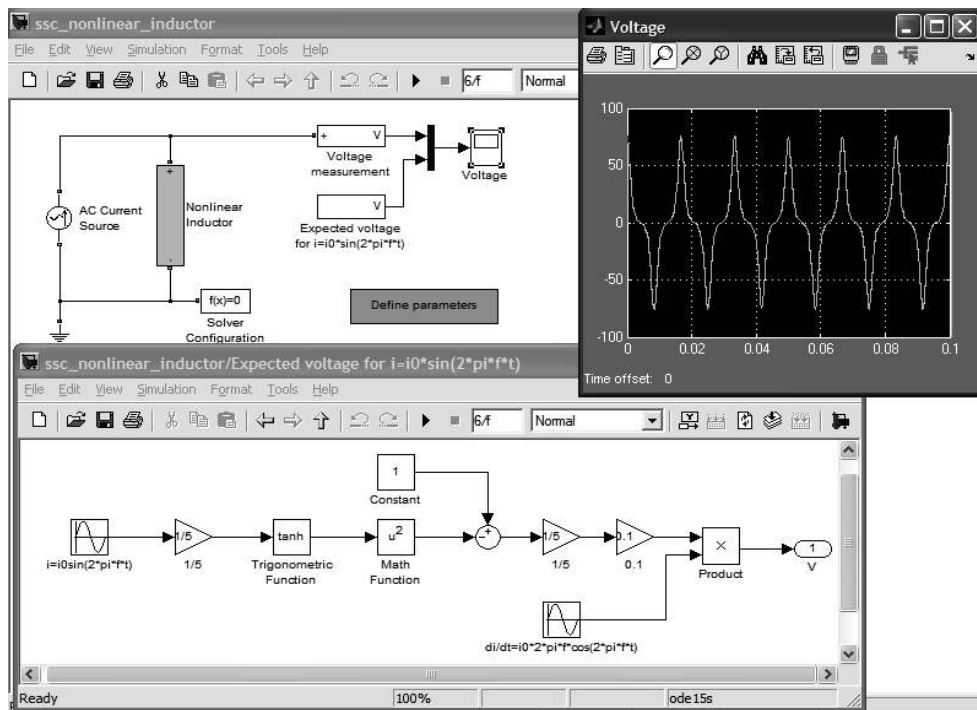 ssc_nonlinear_inductor
File Edit View Simulation Format Tools Help
6/f Normal
+ V
Voltage measurement
V
Expected voltage
for i=i0*sin(2*pi*f*t)
Voltage
AC Current
Source
+
Nonlinear
Inductor
-
f(x)=0
Solver
Configuration
Define parameters
Voltage
100
50
0
-50
-100
0 0.02 0.04 0.06 0.08 0.1
Time offset: 0
ssc_nonlinear_inductor/Expected voltage for i=i0*sin(2*pi*f*t)
File Edit View Simulation Format Tools Help
6/f Normal
1
Constant
i=i0sin(2*pi*f*t)
1/5
1/5
tanh
Trigonometric
Function
u²
Math
Function
- +
1/5
1/5
0.1
0.1
×
Product
1
V
di/dt=i0*2*pi*f*cos(2*pi*f*t)
Ready 100% ode15s